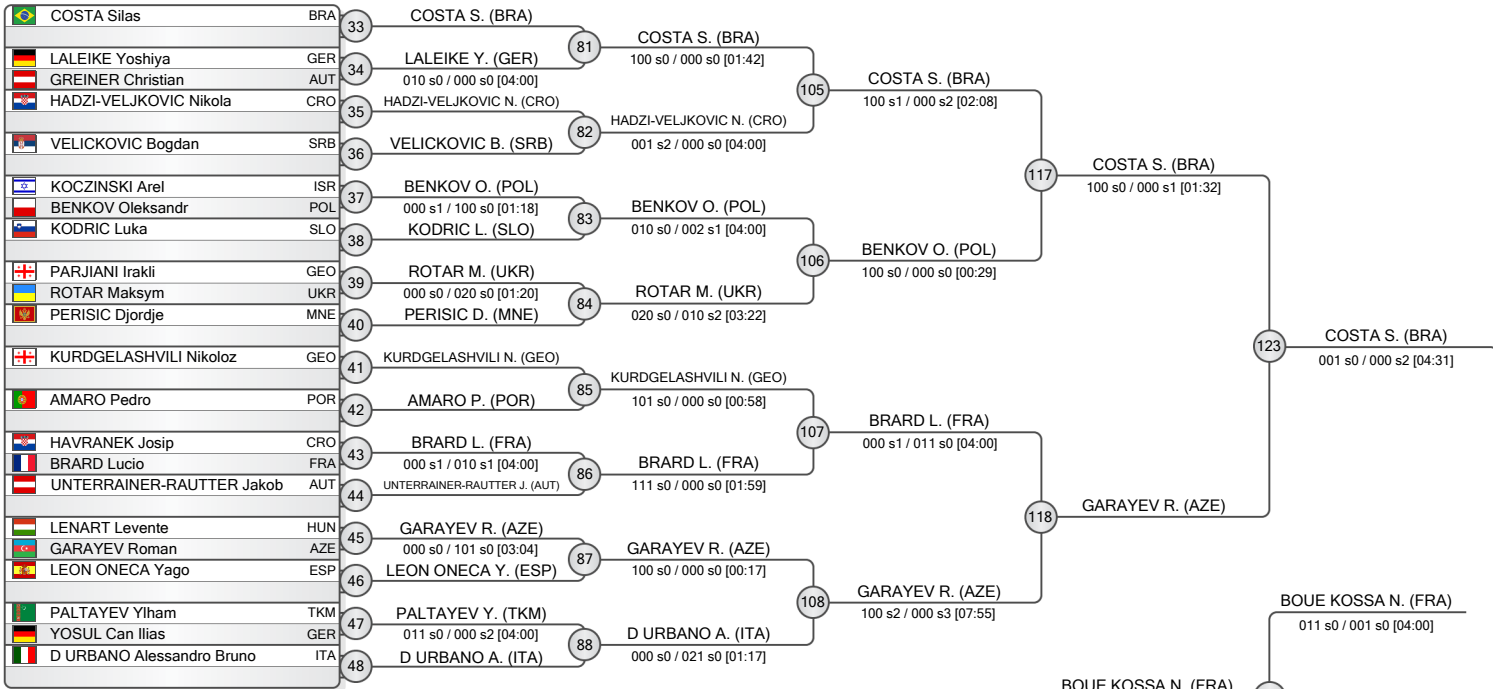 COSTA Silas BRA
LALEIKE Yoshiya GER
GREINER Christian AUT
HADZI-VELJKOVIC Nikola CRO
VELICKOVIC Bogdan SRB
KOCZINSKI Arel ISR
BENKOV Oleksandr POL
KODRIC Luka SLO
PARJIANI Irakli GEO
ROTAR Maksym UKR
PERISIC Djordje MNE
KURDGELASHVILI Nikoloz GEO
AMARO Pedro POR
HAVRANEK Josip CRO
BRARD Lucio FRA
UNTERRAINER-RAUTTER Jakob AUT
LENART Levente HUN
GARAYEV Roman AZE
LEON ONECA Yago ESP
PALTAYEV Ylham TKM
YOSUL Can Ilias GER
D URBANO Alessandro Bruno ITA
33
34
35
36
37
38
39
40
41
42
43
44
45
46
47
48
COSTA S. (BRA)
LALEIKE Y. (GER)
010 s0 / 000 s0 [04:00]
HADZI-VELJKOVIC N. (CRO)
VELICKOVIC B. (SRB)
BENKOV O. (POL)
000 s1 / 100 s0 [01:18]
KODRIC L. (SLO)
ROTAR M. (UKR)
000 s0 / 020 s0 [01:20]
PERISIC D. (MNE)
KURDGELASHVILI N. (GEO)
AMARO P. (POR)
BRARD L. (FRA)
000 s1 / 010 s1 [04:00]
UNTERRAINER-RAUTTER J. (AUT)
GARAYEV R. (AZE)
000 s0 / 101 s0 [03:04]
LEON ONECA Y. (ESP)
PALTAYEV Y. (TKM)
011 s0 / 000 s2 [04:00]
D URBANO A. (ITA)
81
82
83
84
85
86
87
88
COSTA S. (BRA)
100 s0 / 000 s0 [01:42]
HADZI-VELJKOVIC N. (CRO)
001 s2 / 000 s0 [04:00]
BENKOV O. (POL)
010 s0 / 002 s1 [04:00]
ROTAR M. (UKR)
020 s0 / 010 s2 [03:22]
KURDGELASHVILI N. (GEO)
101 s0 / 000 s0 [00:58]
BRARD L. (FRA)
111 s0 / 000 s0 [01:59]
GARAYEV R. (AZE)
100 s0 / 000 s0 [00:17]
D URBANO A. (ITA)
000 s0 / 021 s0 [01:17]
105
106
107
108
COSTA S. (BRA)
100 s1 / 000 s2 [02:08]
BENKOV O. (POL)
100 s0 / 000 s0 [00:29]
BRARD L. (FRA)
000 s1 / 011 s0 [04:00]
GARAYEV R. (AZE)
100 s2 / 000 s3 [07:55]
117
118
COSTA S. (BRA)
100 s0 / 000 s1 [01:32]
GARAYEV R. (AZE)
123
COSTA S. (BRA)
001 s0 / 000 s2 [04:31]
BOUE KOSSA N. (FRA)
011 s0 / 001 s0 [04:00]
BOUE KOSSA N. (FRA)